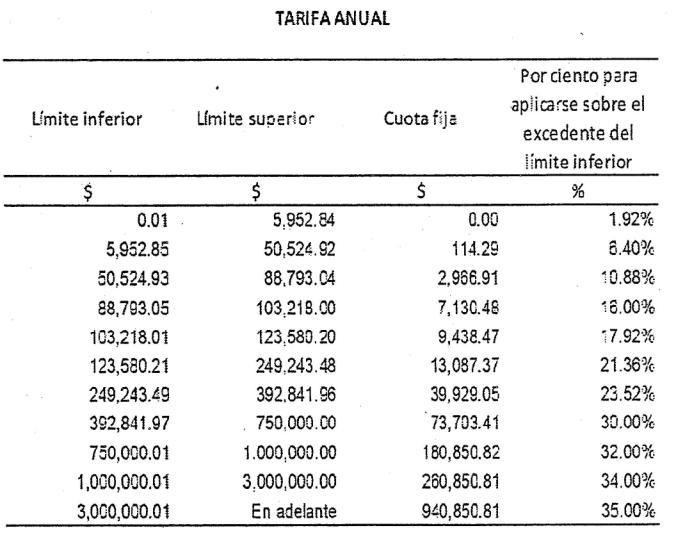 TARIFA ANUAL
Por ciento para
aplicarse sobre el
Límite inferior Límite superior Cuota fija
excedente del
límite inferior
$ $ $ %
0.01 5,952.84 0.00 1.92%
5,952.85 50,524.92 114.29 6.40%
50,524.93 88,793.04 2,966.91 10.88%
88,793.05 103,218.00 7,130.48 16.00%
103,218.01 123,580.20 9,438.47 17.92%
123,580.21 249,243.48 13,087.37 21.36%
249,243.49 392,841.96 39,929.05 23.52%
392,841.97 750,000.00 73,703.41 30.00%
750,000.01 1.000,000.00 180,850.82 32.00%
1,000,000.01 3,000,000.00 260,850.81 34.00%
3,000,000.01 En adelante 940,850.81 35.00%